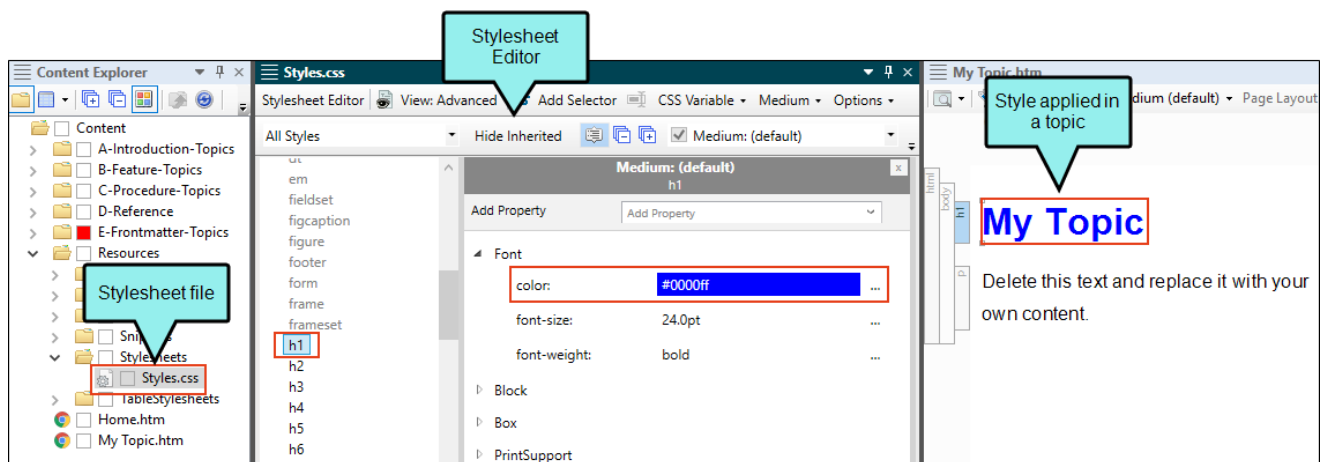 Stylesheet
Editor
Content Explorer
Styles.css
My Topic.htm
Stylesheet Editor View: Advanced Add Selector CSS Variable Medium Options
Style applied in
a topic
(default) Page Layout
All Styles
Hide Inherited
Medium: (default)
Content
A-Introduction-Topics
B-Feature-Topics
C-Procedure-Topics
D-Reference
E-Frontmatter-Topics
Resources
Stylesheet file
Stylesheets
Styles.css
TableStylesheets
Home.htm
My Topic.htm
em
fieldset
figcaption
figure
footer
form
frame
frameset
h1
h2
h3
h4
h5
h6
Medium: (default)
h1
x
Add Property
Add Property
Font
color: #0000ff ...
font-size: 24.0pt ...
font-weight: bold ...
Block
Box
PrintSupport
html
body
h1
p
My Topic
Delete this text and replace it with your
own content.